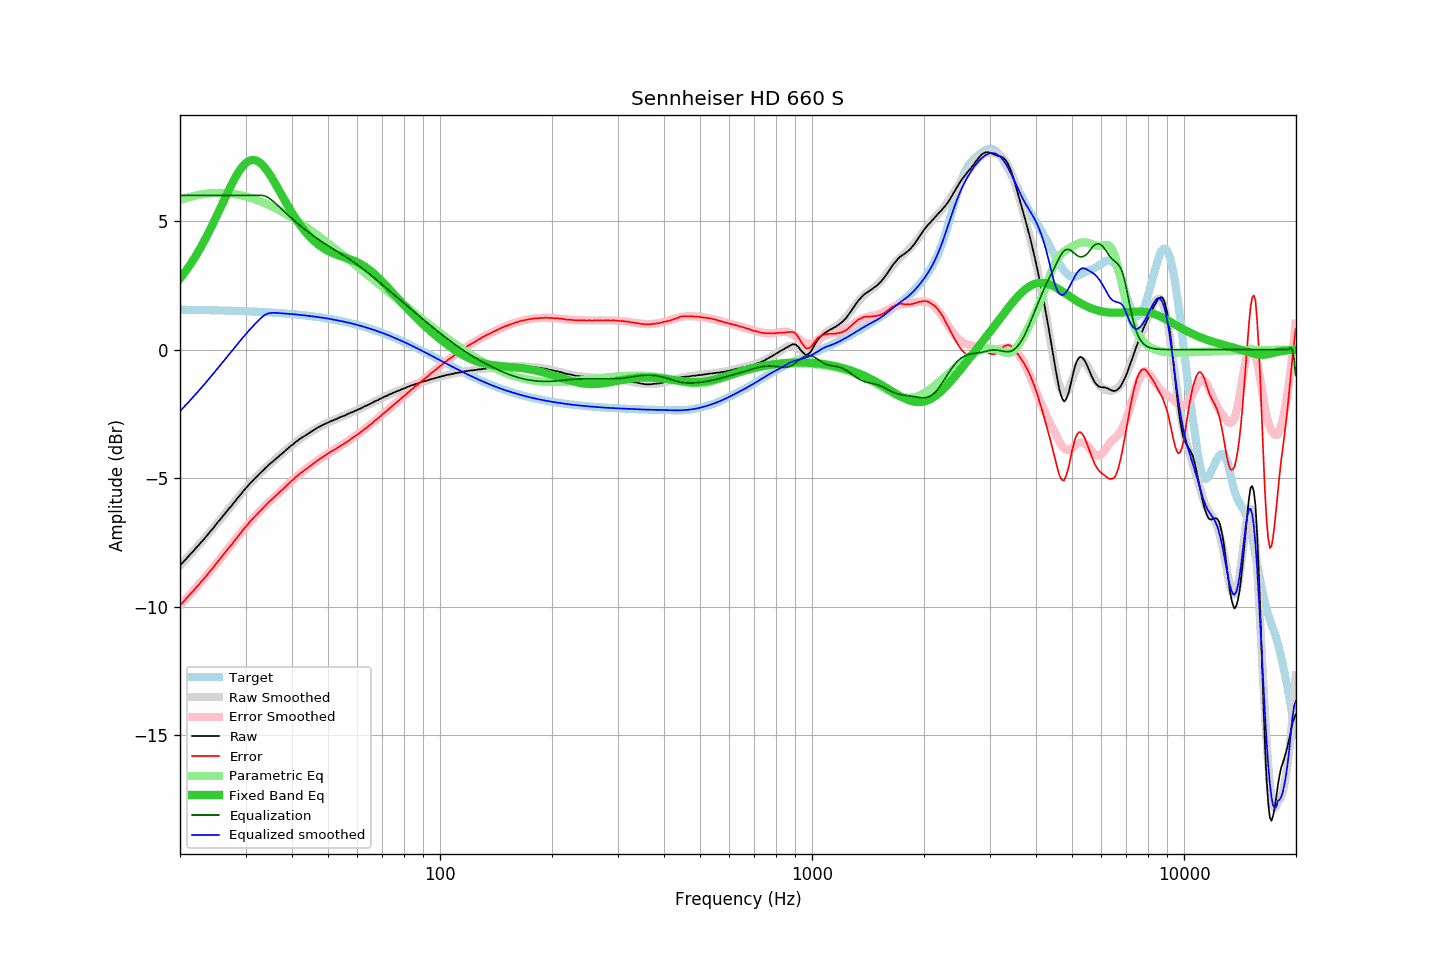 Sennheiser HD 660 S
5
0
−5
−10
−15
Amplitude (dBr)
Target
Raw Smoothed
Error Smoothed
Raw
Error
Parametric Eq
Fixed Band Eq
Equalization
Equalized smoothed
100 1000 10000
Frequency (Hz)